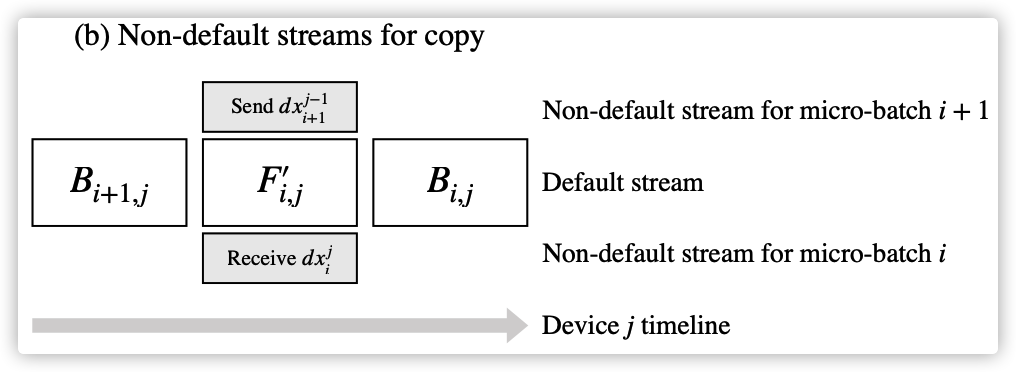 (b) Non-default streams for copy
Send $dx_{i+1}^{j-1}$ Non-default stream for micro-batch $i + 1$
$B_{i+1,j}$ $F'_{i,j}$ $B_{i,j}$ Default stream
Receive $dx_i^j$ Non-default stream for micro-batch $i$
Device $j$ timeline